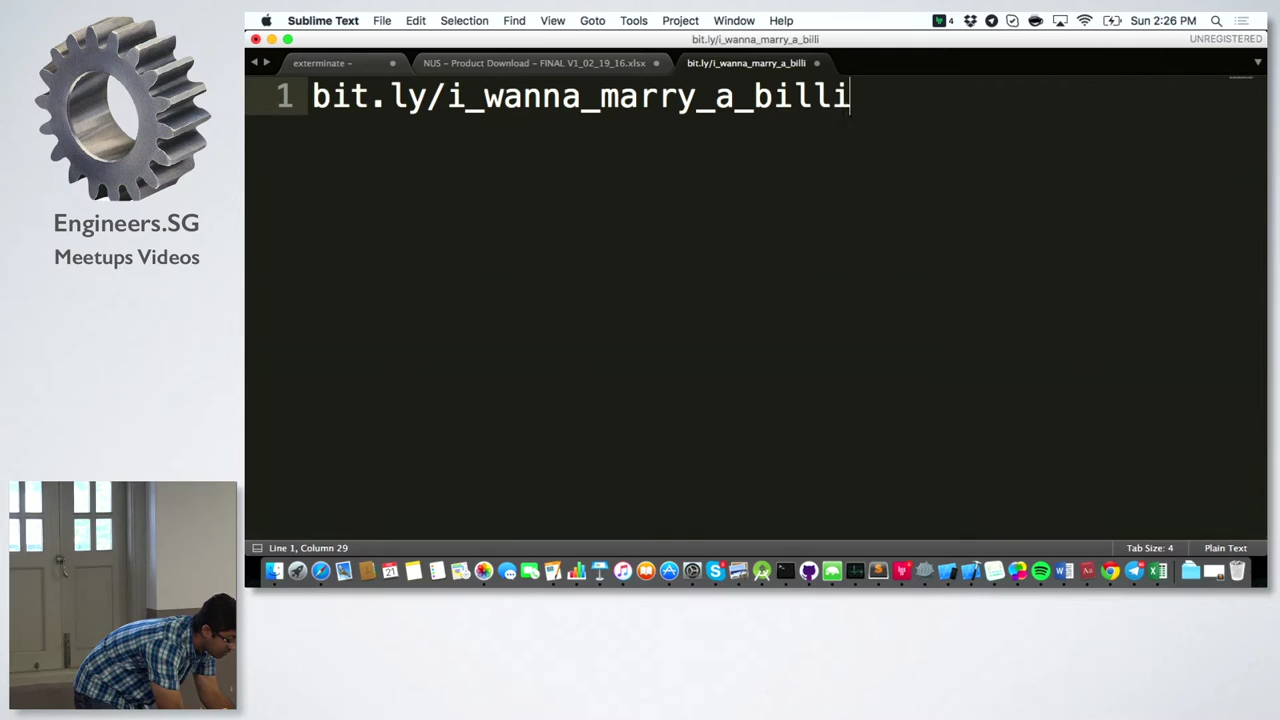 Sublime Text File Edit Selection Find View Goto Tools Project Window Help 4 Sun 2:26 PM
bit.ly/i_wanna_marry_a_billi UNREGISTERED
exterminate – NUS – Product Download – FINAL V1_02_19_16.xlsx bit.ly/i_wanna_marry_a_billi
1 bit.ly/i_wanna_marry_a_billi
Engineers.SG
Meetups Videos
Line 1, Column 29 Tab Size: 4 Plain Text
21